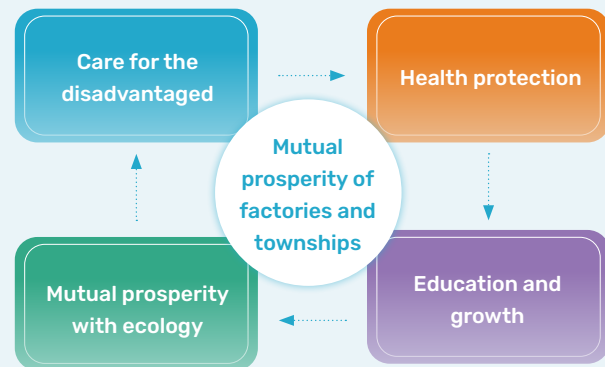 Care for the
disadvantaged
Health protection
Mutual
prosperity of
factories and
townships
Mutual prosperity
with ecology
Education and
growth